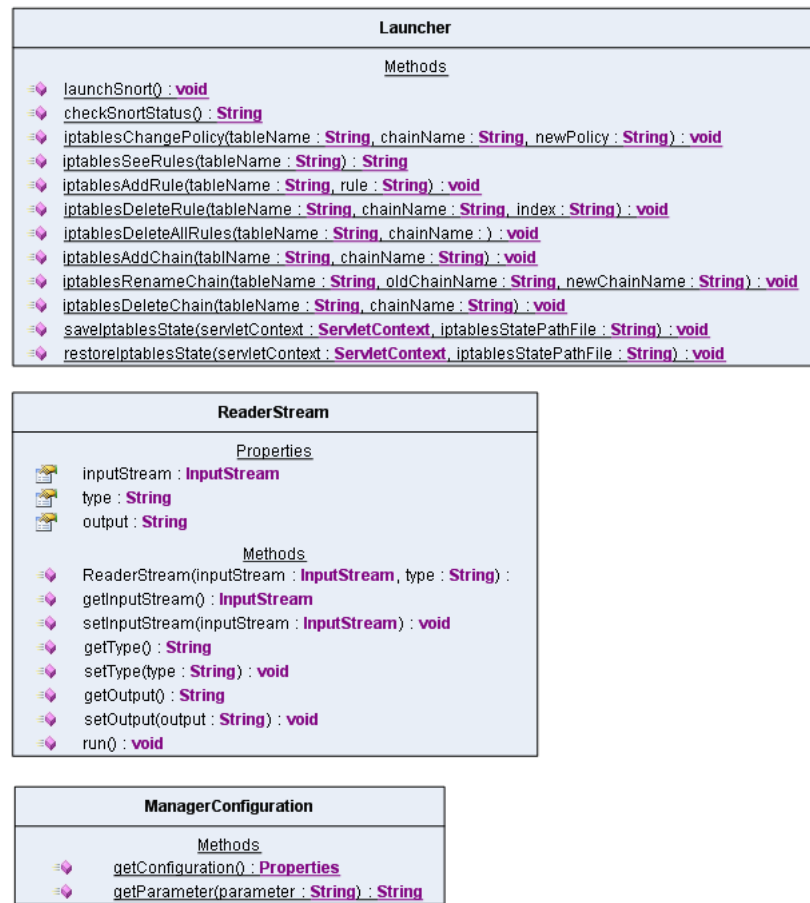 Launcher
Methods
launchSnort() : void
checkSnortStatus() : String
iptablesChangePolicy(tableName : String, chainName : String, newPolicy : String) : void
iptablesSeeRules(tableName : String) : String
iptablesAddRule(tableName : String, rule : String) : void
iptablesDeleteRule(tableName : String, chainName : String, index : String) : void
iptablesDeleteAllRules(tableName : String, chainName : ) : void
iptablesAddChain(tablName : String, chainName : String) : void
iptablesRenameChain(tableName : String, oldChainName : String, newChainName : String) : void
iptablesDeleteChain(tableName : String, chainName : String) : void
saveIptablesState(servletContext : ServletContext, iptablesStatePathFile : String) : void
restoreIptablesState(servletContext : ServletContext, iptablesStatePathFile : String) : void
ReaderStream
Properties
inputStream : InputStream
type : String
output : String
Methods
ReaderStream(inputStream : InputStream, type : String) :
getInputStream() : InputStream
setInputStream(inputStream : InputStream) : void
getType() : String
setType(type : String) : void
getOutput() : String
setOutput(output : String) : void
run() : void
ManagerConfiguration
Methods
getConfiguration() : Properties
getParameter(parameter : String) : String